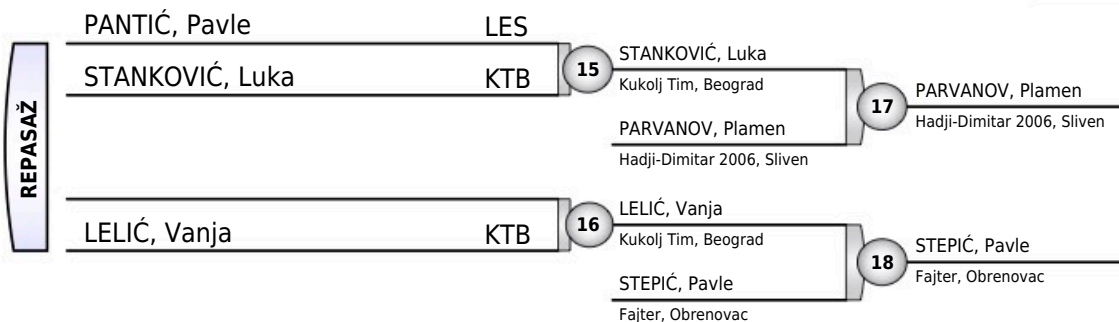 REPASAŽ
PANTIĆ, Pavle LES
STANKOVIĆ, Luka KTB
15
STANKOVIĆ, Luka
Kukolj Tim, Beograd
PARVANOV, Plamen
Hadji-Dimitar 2006, Sliven
17
PARVANOV, Plamen
Hadji-Dimitar 2006, Sliven
LELIĆ, Vanja KTB
16
LELIĆ, Vanja
Kukolj Tim, Beograd
STEPIĆ, Pavle
Fajter, Obrenovac
18
STEPIĆ, Pavle
Fajter, Obrenovac